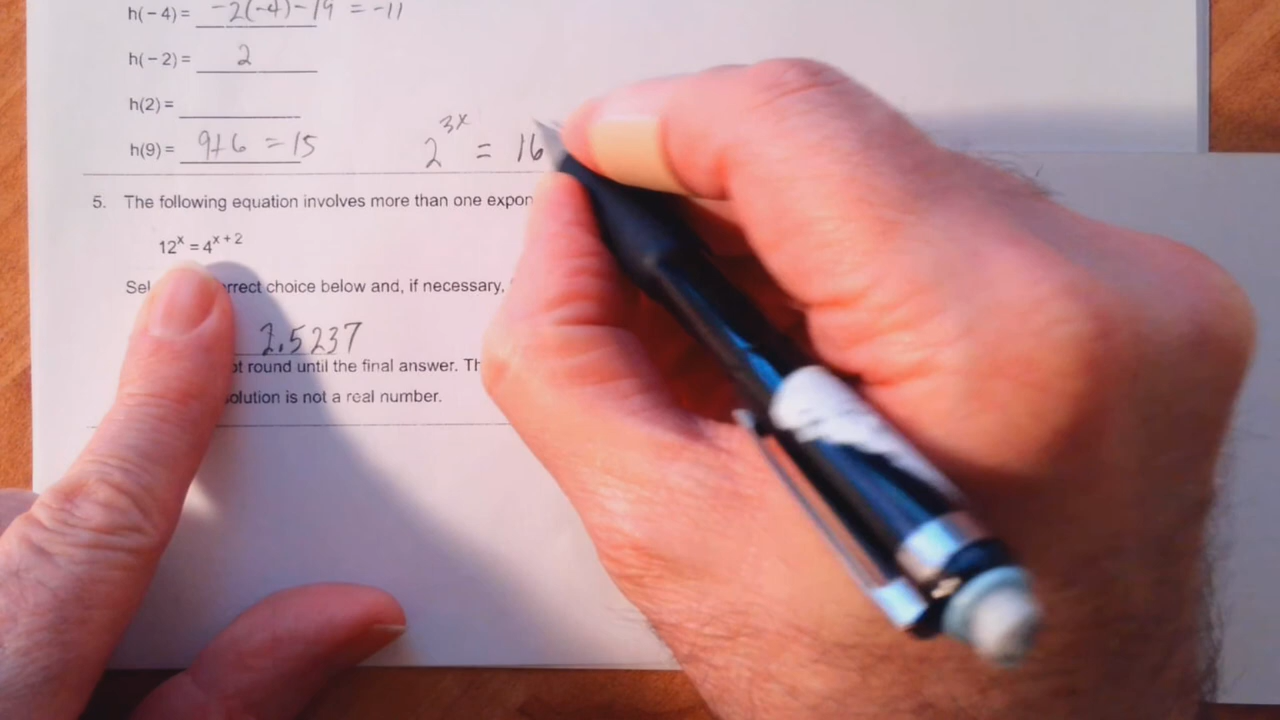 h(-4) = -2(-4)-19 = -11
h(-2) = 2
h(2) =
h(9) = 9+6 = 15
2^{3x} = 16
5. The following equation involves more than one expon
12^{x} = 4^{x+2}
Sel rrect choice below and, if necessary,
2.5237
ot round until the final answer. Th
olution is not a real number.